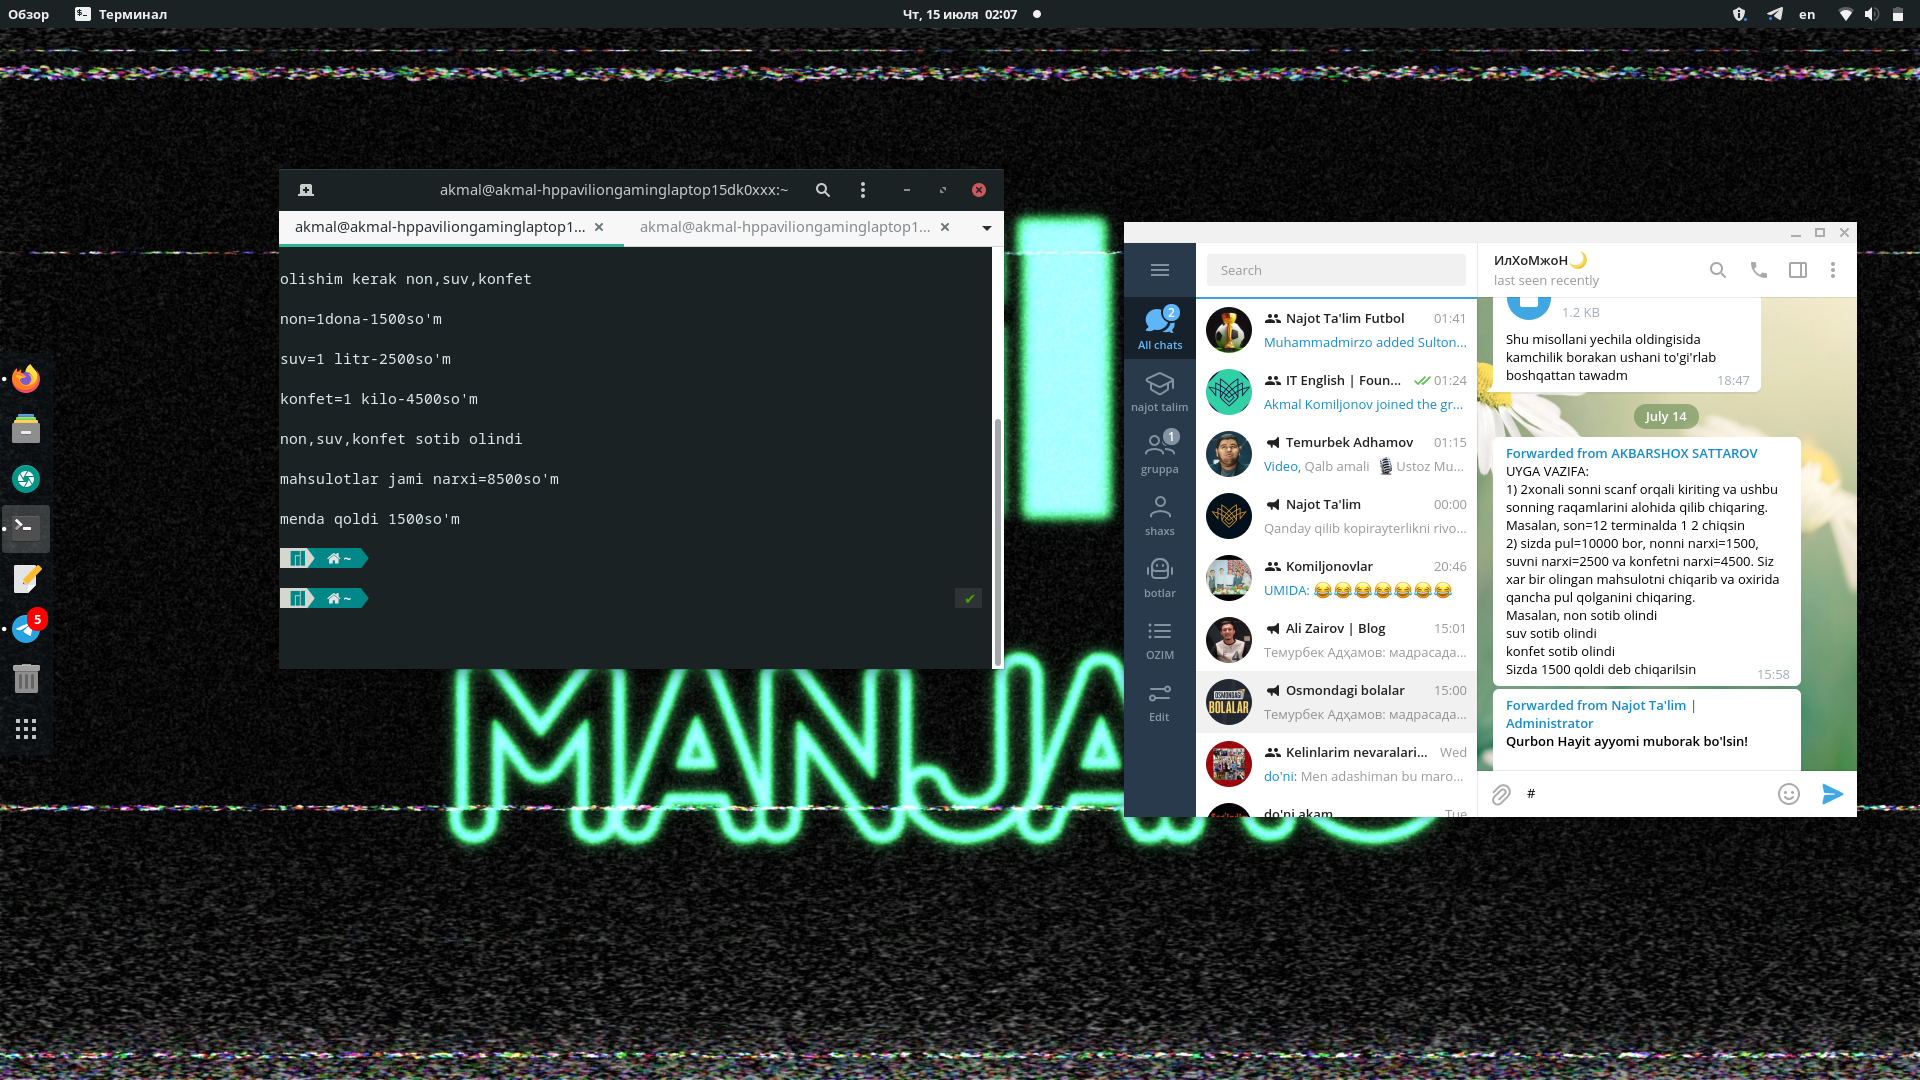 Обзор
Терминал
Чт, 15 июля 02:07
en
akmal@akmal-hppaviliongaminglaptop15dk0xxx:~
akmal@akmal-hppaviliongaminglaptop1...
akmal@akmal-hppaviliongaminglaptop1...
olishim kerak non,suv,konfet
non=1dona-1500so'm
suv=1 litr-2500so'm
konfet=1 kilo-4500so'm
non,suv,konfet sotib olindi
mahsulotlar jami narxi=8500so'm
menda qoldi 1500so'm
~
~
5
MANJA
2
All chats
najot talim
1
gruppa
shaxs
botlar
OZIM
Edit
Search
Najot Ta'lim Futbol 01:41
Muhammadmirzo added Sulton...
IT English | Foun... 01:24
Akmal Komiljonov joined the gr...
Temurbek Adhamov 01:15
Video, Qalb amali 🎙Ustoz Mu...
Najot Ta'lim 00:00
Qanday qilib kopirayterlikni rivo...
Komiljonovlar 20:46
UMIDA: 😂😂😂😂😂😂😂
Ali Zairov | Blog 15:01
Темурбек Адҳамов: мадрасада...
OSMONDAGI
BOLALAR
Osmondagi bolalar 15:00
Темурбек Адҳамов: мадрасада...
Kelinlarim nevaralari... Wed
do'ni: Men adashiman bu maro...
do'ni akam Tue
ИлХоМжоН🌙
last seen recently
1.2 KB
Shu misollani yechila oldingisida
kamchilik borakan ushani to'gi'rlab
boshqattan tawadm
18:47
July 14
Forwarded from AKBARSHOX SATTAROV
UYGA VAZIFA:
1) 2xonali sonni scanf orqali kiriting va ushbu
sonning raqamlarini alohida qilib chiqaring.
Masalan, son=12 terminalda 1 2 chiqsin
2) sizda pul=10000 bor, nonni narxi=1500,
suvni narxi=2500 va konfetni narxi=4500. Siz
xar bir olingan mahsulotni chiqarib va oxirida
qancha pul qolganini chiqaring.
Masalan, non sotib olindi
suv sotib olindi
konfet sotib olindi
Sizda 1500 qoldi deb chiqarilsin
15:58
Forwarded from Najot Ta'lim |
Administrator
Qurbon Hayit ayyomi muborak bo'lsin!
#